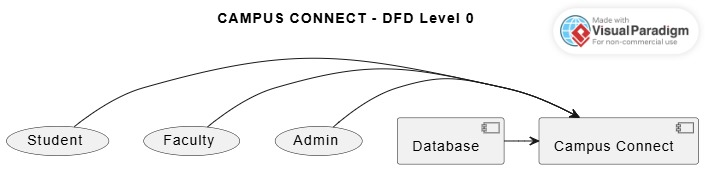 CAMPUS CONNECT - DFD Level 0
Made with
Visual Paradigm
For non-commercial use
Student
Faculty
Admin
Database
Campus Connect